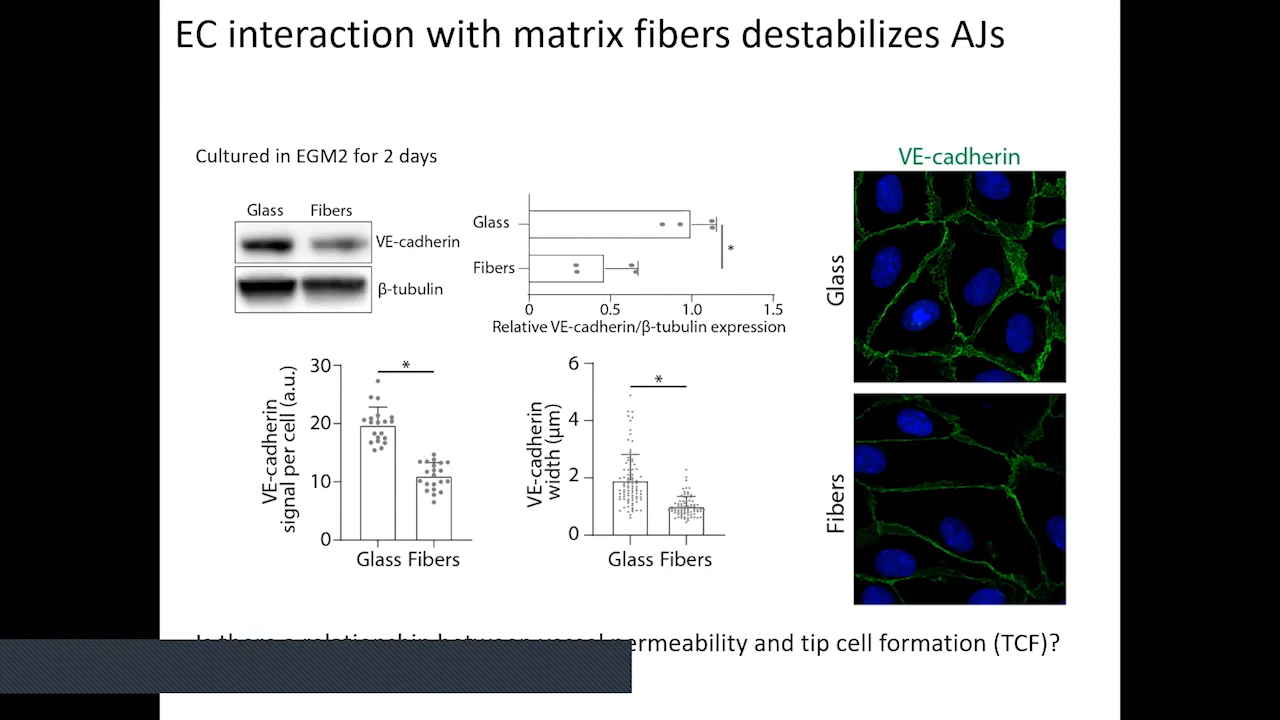 EC interaction with matrix fibers destabilizes AJs
Cultured in EGM2 for 2 days
Glass Fibers
VE-cadherin
β-tubulin
Glass
Fibers
*
0 0.5 1.0 1.5
Relative VE-cadherin/β-tubulin expression
VE-cadherin
signal per cell (a.u.)
30
20
10
0
*
Glass Fibers
VE-cadherin
width (μm)
6
4
2
0
*
Glass Fibers
VE-cadherin
Glass
Fibers
permeability and tip cell formation (TCF)?